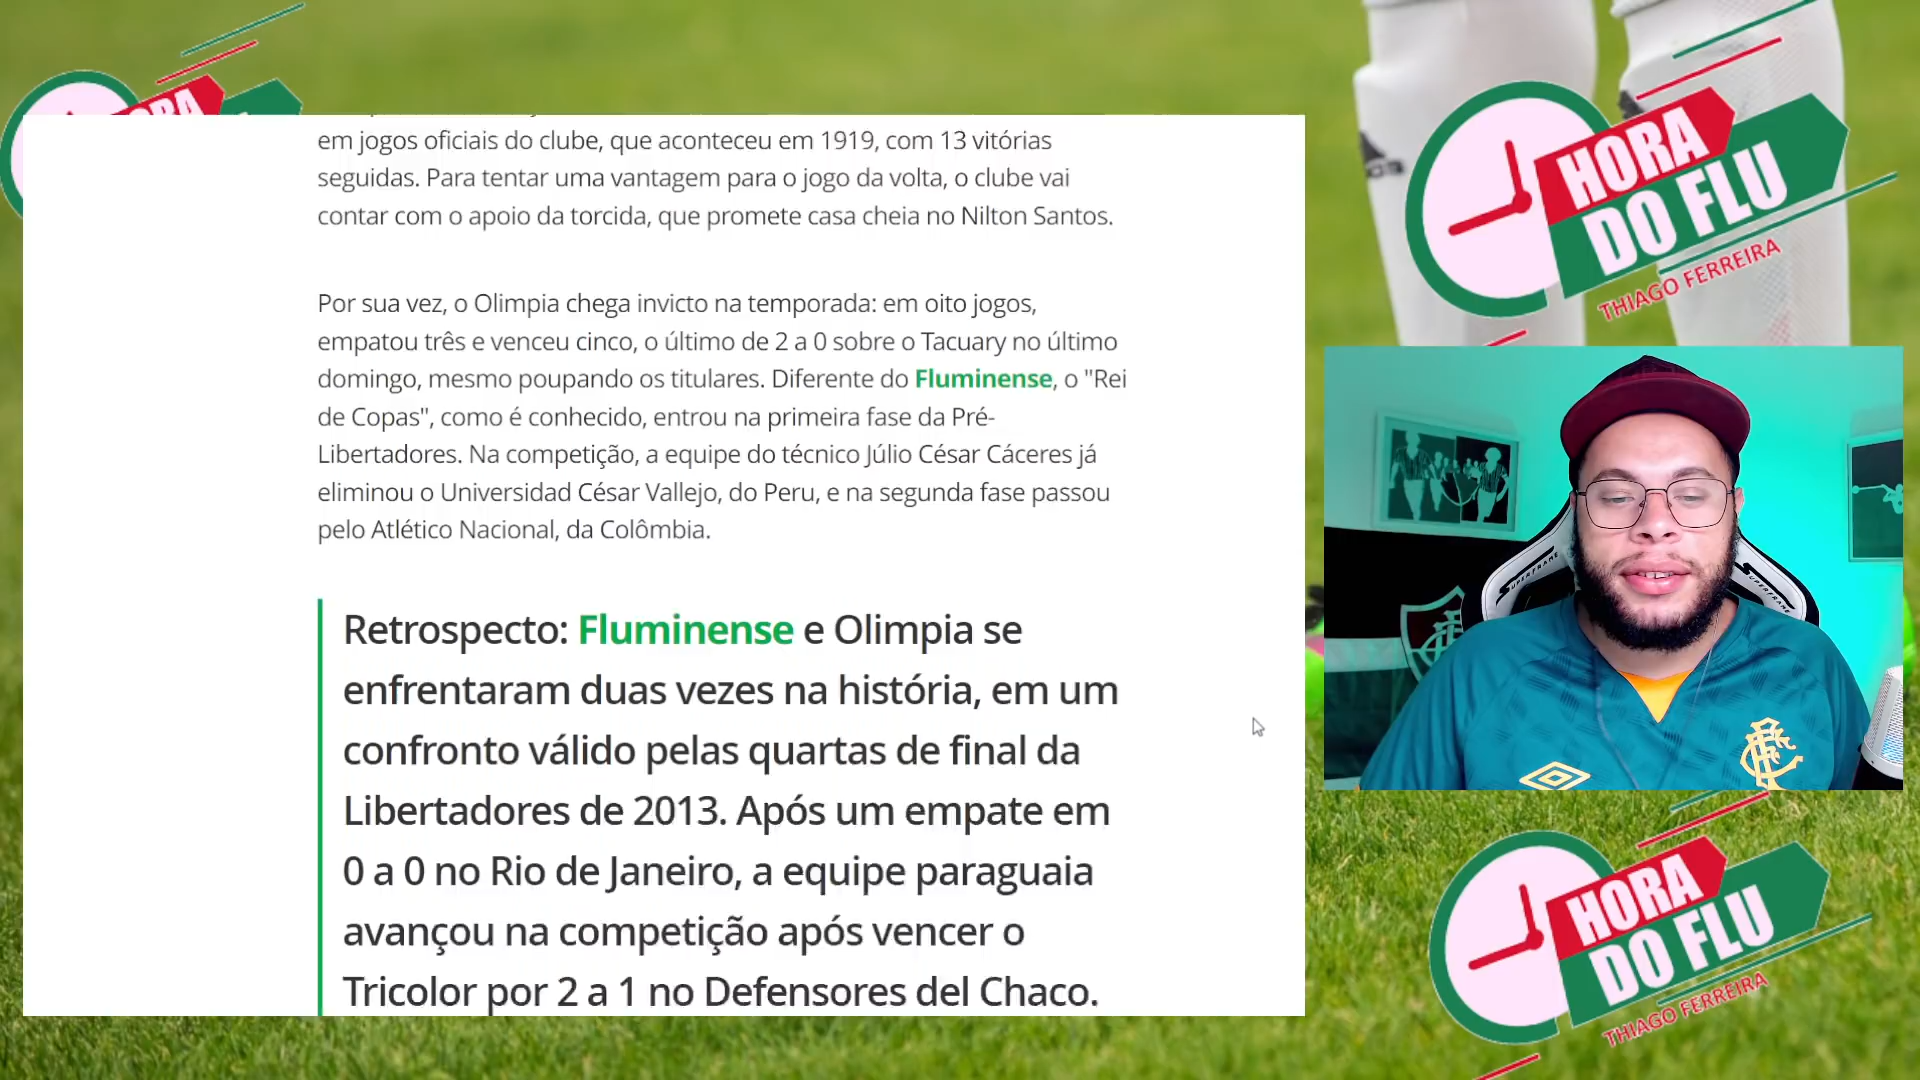 em jogos oficiais do clube, que aconteceu em 1919, com 13 vitórias
seguidas. Para tentar uma vantagem para o jogo da volta, o clube vai
contar com o apoio da torcida, que promete casa cheia no Nilton Santos.
Por sua vez, o Olimpia chega invicto na temporada: em oito jogos,
empatou três e venceu cinco, o último de 2 a 0 sobre o Tacuary no último
domingo, mesmo poupando os titulares. Diferente do Fluminense, o "Rei
de Copas", como é conhecido, entrou na primeira fase da Pré-
Libertadores. Na competição, a equipe do técnico Júlio César Cáceres já
eliminou o Universidad César Vallejo, do Peru, e na segunda fase passou
pelo Atlético Nacional, da Colômbia.
Retrospecto: Fluminense e Olimpia se
enfrentaram duas vezes na história, em um
confronto válido pelas quartas de final da
Libertadores de 2013. Após um empate em
0 a 0 no Rio de Janeiro, a equipe paraguaia
avançou na competição após vencer o
Tricolor por 2 a 1 no Defensores del Chaco.
HORA
DO FLU
THIAGO FERREIRA
SUPERFRAME
SUPERFRAME
HORA
DO FLU
THIAGO FERREIRA